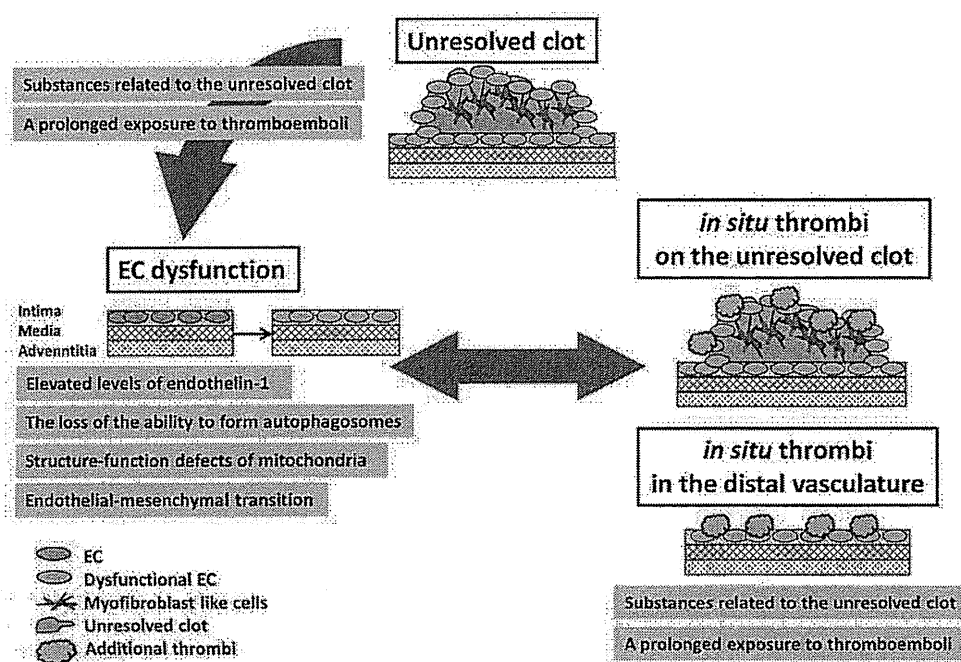 Unresolved clot
Substances related to the unresolved clot
A prolonged exposure to thromboemboli
EC dysfunction
Intima
Media
Advenntitia
Elevated levels of endothelin-1
The loss of the ability to form autophagosomes
Structure-function defects of mitochondria
Endothelial-mesenchymal transition
in situ thrombi
on the unresolved clot
in situ thrombi
in the distal vasculature
Substances related to the unresolved clot
A prolonged exposure to thromboemboli
EC
Dysfunctional EC
Myofibroblast like cells
Unresolved clot
Additional thrombi